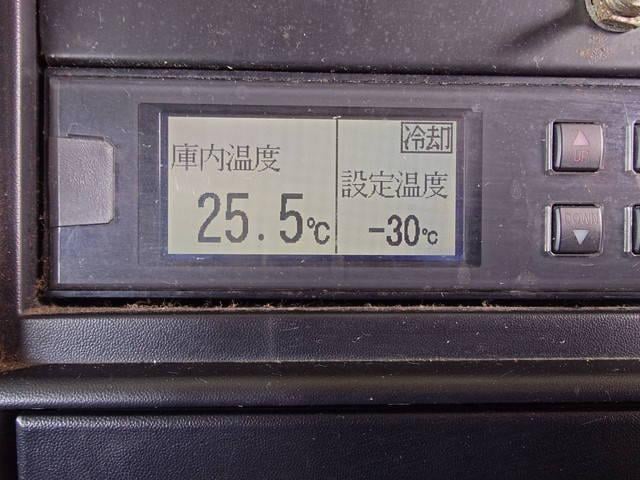 庫内温度
25.5℃
冷却
設定温度
-30℃
UP
DOWN